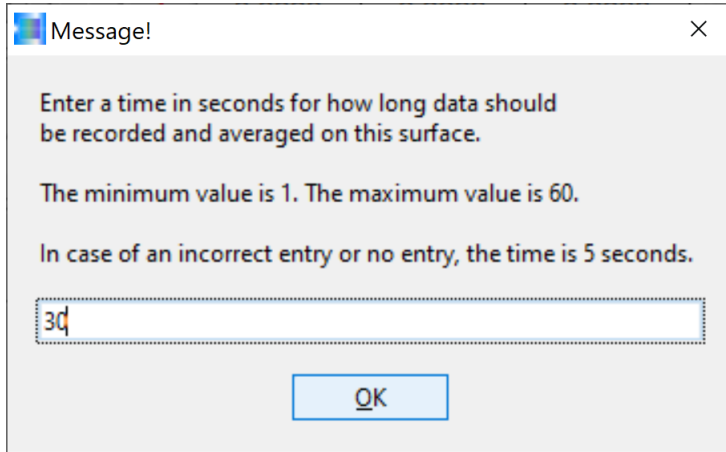 Message!
Enter a time in seconds for how long data should
be recorded and averaged on this surface.
The minimum value is 1. The maximum value is 60.
In case of an incorrect entry or no entry, the time is 5 seconds.
30
OK